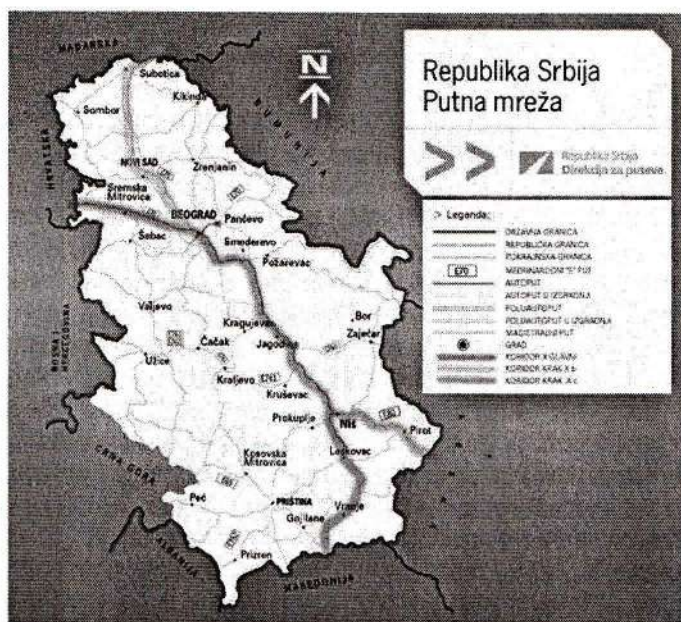 Republika Srbija
Putna mreža
Republika Srbija
Direkcija za puteve
> Legenda:
DRŽAVNA GRANICA
REPUBLIČKA GRANICA
POKRAJINSKA GRANICA
E70
MEĐUNARODNI "E" PUT
AUTOPUT
AUTOPUT U IZGRADNJI
POLUAUTOPUT
POLUAUTOPUT U IZGRADNJI
MAGISTRALNI PUT
GRAD
KORIDOR X GLAVNI
KORIDOR KRAK X b
KORIDOR KRAK X c
N
MAĐARSKA
RUMUNIJA
HRVATSKA
BOSNA I
HERCEGOVINA
CRNA GORA
ALBANIJA
MAKEDONIJA
Subotica
Sombor
Kikinda
NOVI SAD
Zrenjanin
Sremska
Mitrovica
BEOGRAD
Pančevo
Šabac
Smederevo
Požarevac
Valjevo
Bor
Kragujevac
Zaječar
Čačak
Jagodina
Užice
Kraljevo
E761
Kruševac
Prokuplje
NIŠ
E80
Pirot
Kosovska
Mitrovica
Leskovac
Peć
PRIŠTINA
Vranje
Gnjilane
Prizren